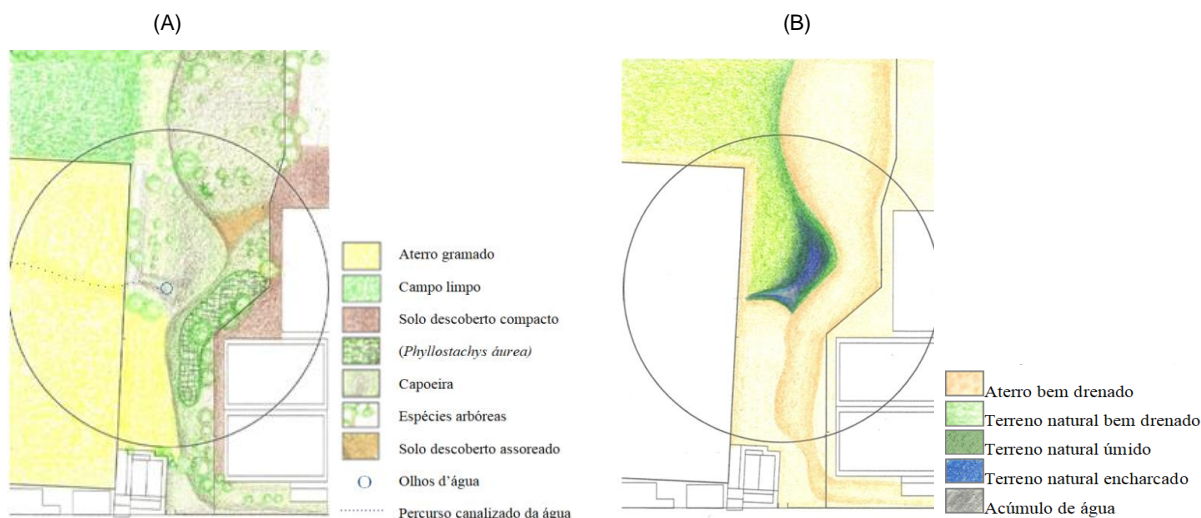 (A)
(B)
Aterro gramado
Campo limpo
Solo descoberto compacto
(Phyllostachys áurea)
Capoeira
Espécies arbóreas
Solo descoberto assoreado
Olhos d'água
Percurso canalizado da água
Aterro bem drenado
Terreno natural bem drenado
Terreno natural úmido
Terreno natural encharcado
Acúmulo de água